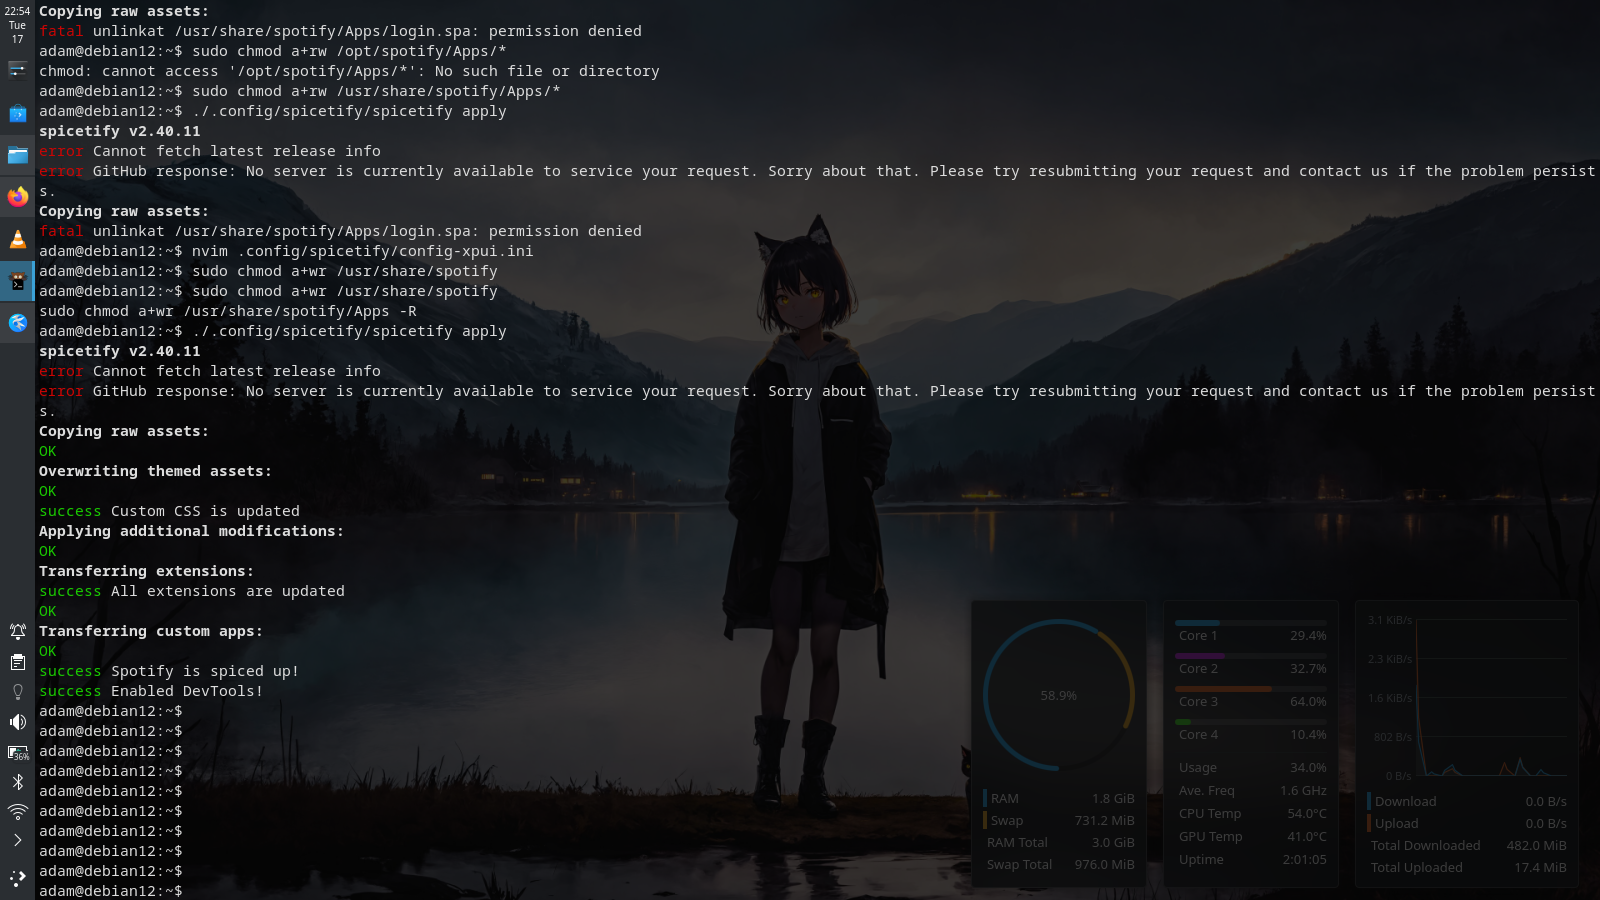 22:54
Tue
17
36%
Copying raw assets:
fatal unlinkat /usr/share/spotify/Apps/login.spa: permission denied
adam@debian12:~$ sudo chmod a+rw /opt/spotify/Apps/*
chmod: cannot access '/opt/spotify/Apps/*': No such file or directory
adam@debian12:~$ sudo chmod a+rw /usr/share/spotify/Apps/*
adam@debian12:~$ ./.config/spicetify/spicetify apply
spicetify v2.40.11
error Cannot fetch latest release info
error GitHub response: No server is currently available to service your request. Sorry about that. Please try resubmitting your request and contact us if the problem persist
s.
Copying raw assets:
fatal unlinkat /usr/share/spotify/Apps/login.spa: permission denied
adam@debian12:~$ nvim .config/spicetify/config-xpui.ini
adam@debian12:~$ sudo chmod a+wr /usr/share/spotify
adam@debian12:~$ sudo chmod a+wr /usr/share/spotify
sudo chmod a+wr /usr/share/spotify/Apps -R
adam@debian12:~$ ./.config/spicetify/spicetify apply
spicetify v2.40.11
error Cannot fetch latest release info
error GitHub response: No server is currently available to service your request. Sorry about that. Please try resubmitting your request and contact us if the problem persist
s.
Copying raw assets:
OK
Overwriting themed assets:
OK
success Custom CSS is updated
Applying additional modifications:
OK
Transferring extensions:
success All extensions are updated
OK
Transferring custom apps:
OK
success Spotify is spiced up!
success Enabled DevTools!
adam@debian12:~$
adam@debian12:~$
adam@debian12:~$
adam@debian12:~$
adam@debian12:~$
adam@debian12:~$
adam@debian12:~$
adam@debian12:~$
adam@debian12:~$
adam@debian12:~$
58.9%
RAM 1.8 GiB
Swap 731.2 MiB
RAM Total 3.0 GiB
Swap Total 976.0 MiB
Core 1 29.4%
Core 2 32.7%
Core 3 64.0%
Core 4 10.4%
Usage 34.0%
Ave. Freq 1.6 GHz
CPU Temp 54.0°C
GPU Temp 41.0°C
Uptime 2:01:05
3.1 KiB/s
2.3 KiB/s
1.6 KiB/s
802 B/s
0 B/s
Download 0.0 B/s
Upload 0.0 B/s
Total Downloaded 482.0 MiB
Total Uploaded 17.4 MiB